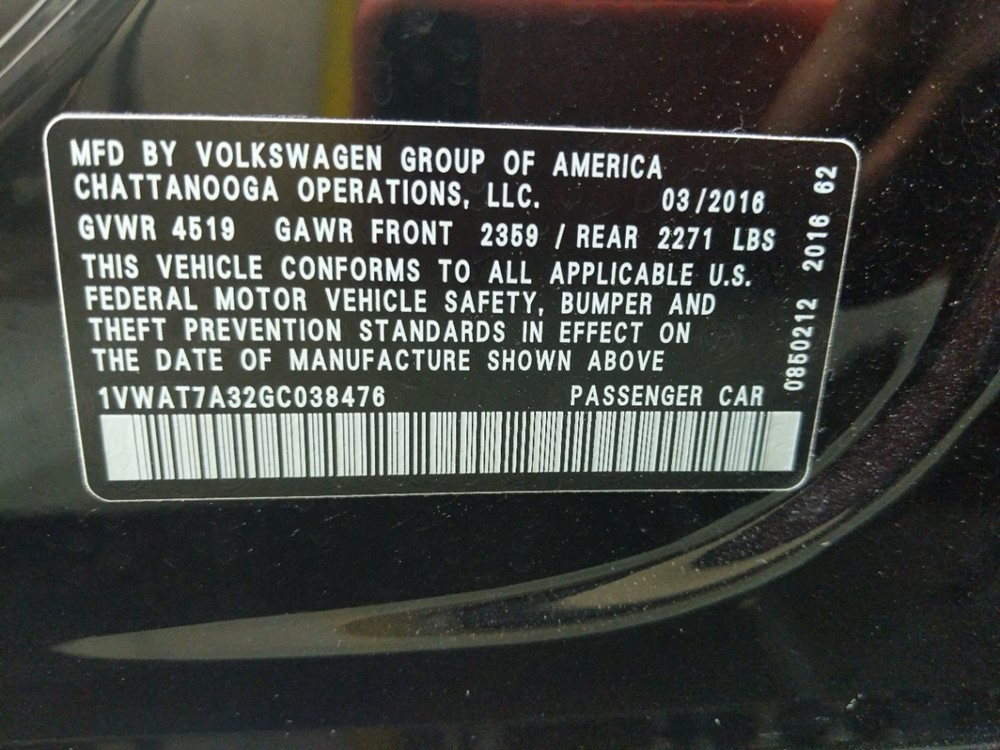 MFD BY VOLKSWAGEN GROUP OF AMERICA
CHATTANOOGA OPERATIONS, LLC. 03/2016
GVWR 4519 GAWR FRONT 2359 / REAR 2271 LBS
THIS VEHICLE CONFORMS TO ALL APPLICABLE U.S.
FEDERAL MOTOR VEHICLE SAFETY, BUMPER AND
THEFT PREVENTION STANDARDS IN EFFECT ON
THE DATE OF MANUFACTURE SHOWN ABOVE
1VWAT7A32GC038476 PASSENGER CAR
0850212 2016 62